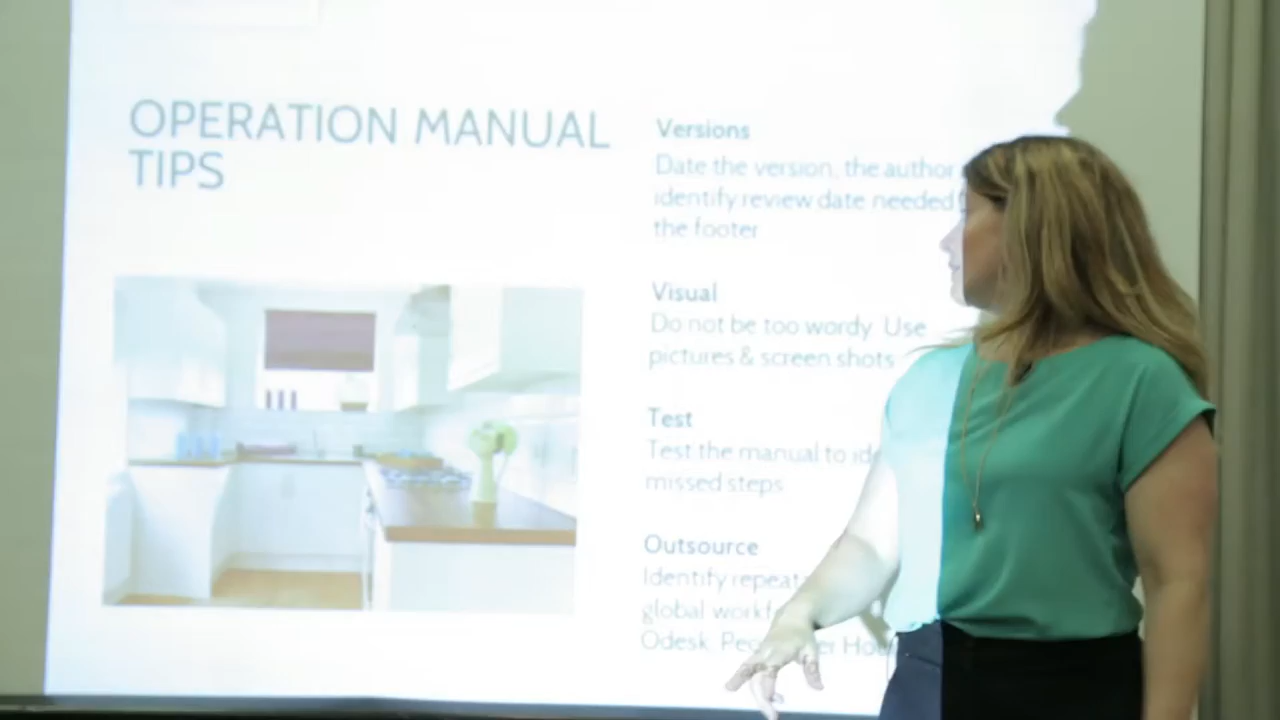 OPERATION MANUAL
TIPS
Versions
Date the version, the author
identify review date needed
the footer
Visual
Do not be too wordy Use
pictures & screen shots
Test
Test the manual to
missed steps
Outsource
Identify
global
Odesk